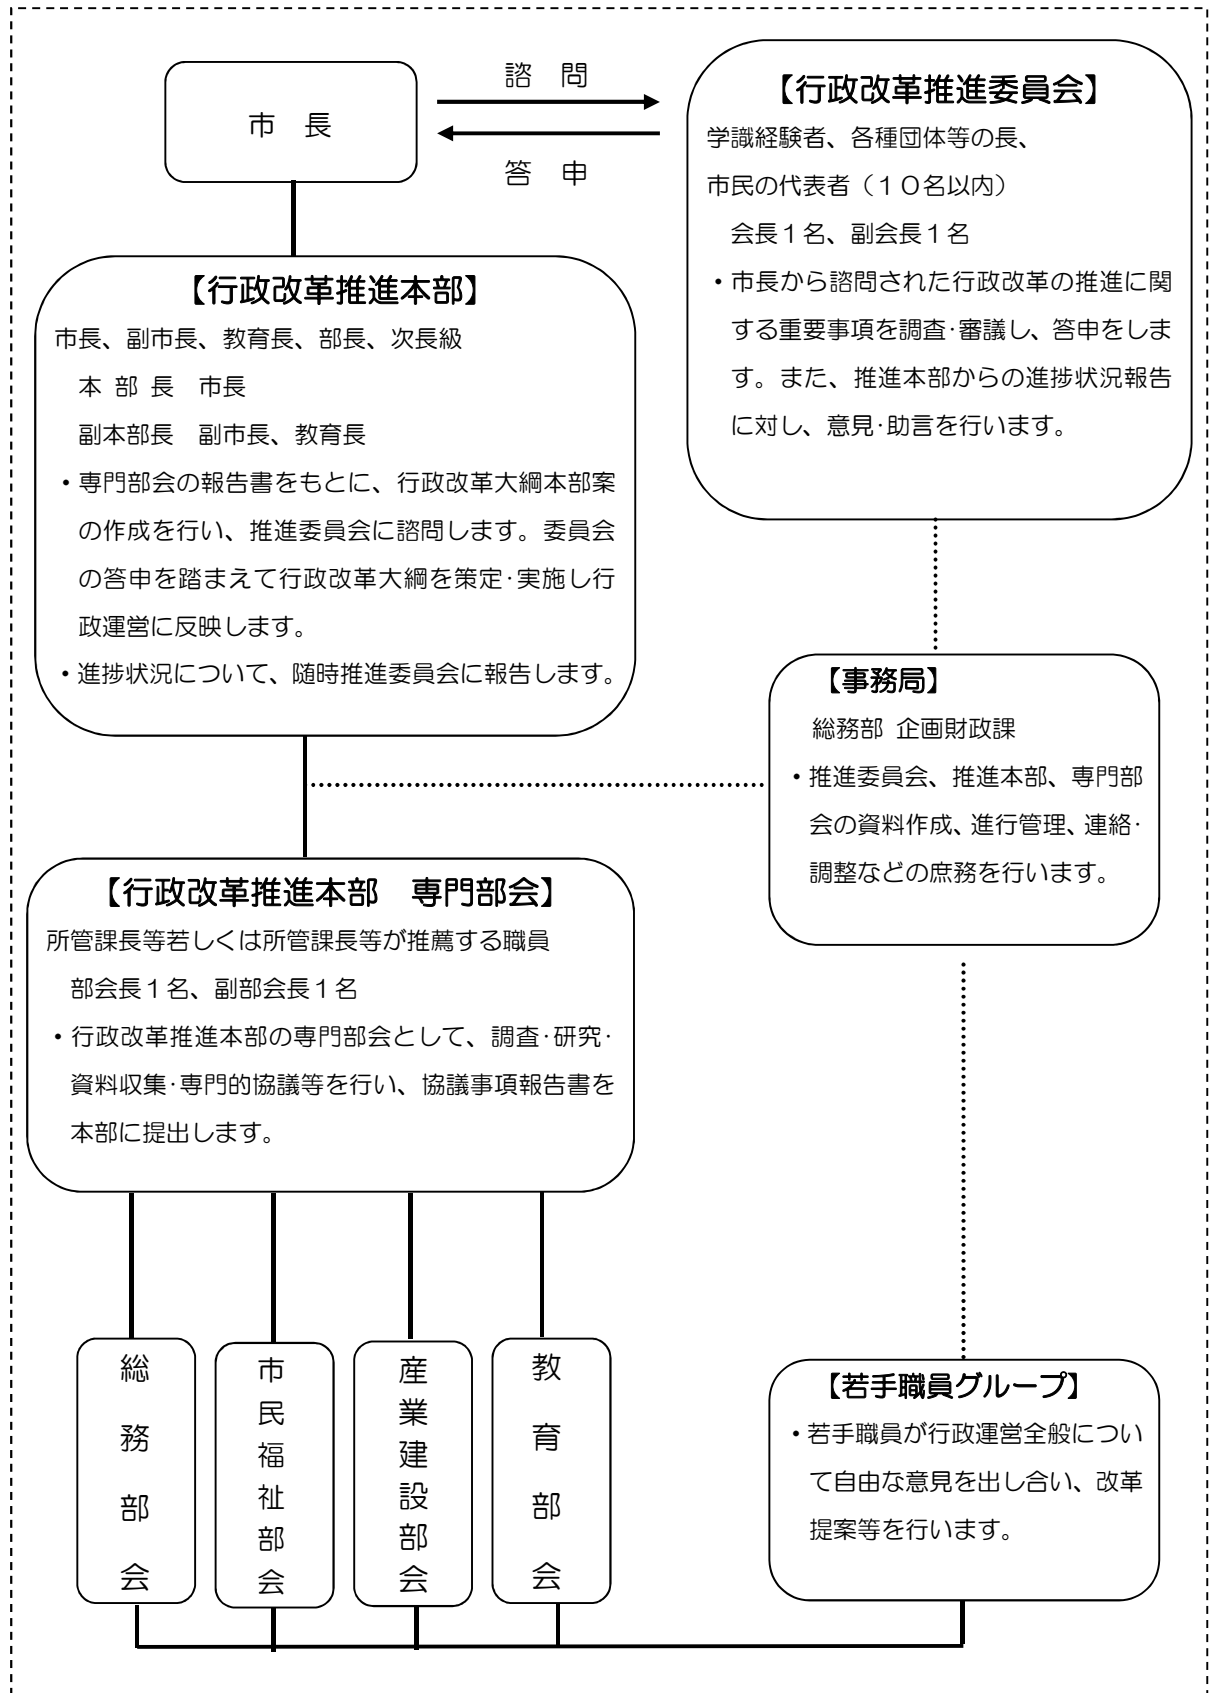 市　長
諮　問
答　申
【行政改革推進委員会】
学識経験者、各種団体等の長、
市民の代表者（１０名以内）
会長１名、副会長１名
・市長から諮問された行政改革の推進に関
する重要事項を調査・審議し、答申をしま
す。また、推進本部からの進捗状況報告
に対し、意見・助言を行います。
【行政改革推進本部】
市長、副市長、教育長、部長、次長級
本 部 長　市長
副本部長　副市長、教育長
・専門部会の報告書をもとに、行政改革大綱本部案
の作成を行い、推進委員会に諮問します。委員会
の答申を踏まえて行政改革大綱を策定・実施し行
政運営に反映します。
・進捗状況について、随時推進委員会に報告します。
【事務局】
総務部 企画財政課
・推進委員会、推進本部、専門部
会の資料作成、進行管理、連絡・
調整などの庶務を行います。
【行政改革推進本部　専門部会】
所管課長等若しくは所管課長等が推薦する職員
部会長１名、副部会長１名
・行政改革推進本部の専門部会として、調査・研究・
資料収集・専門的協議等を行い、協議事項報告書を
本部に提出します。
総務部会
市民福祉部会
産業建設部会
教育部会
【若手職員グループ】
・若手職員が行政運営全般につい
て自由な意見を出し合い、改革
提案等を行います。